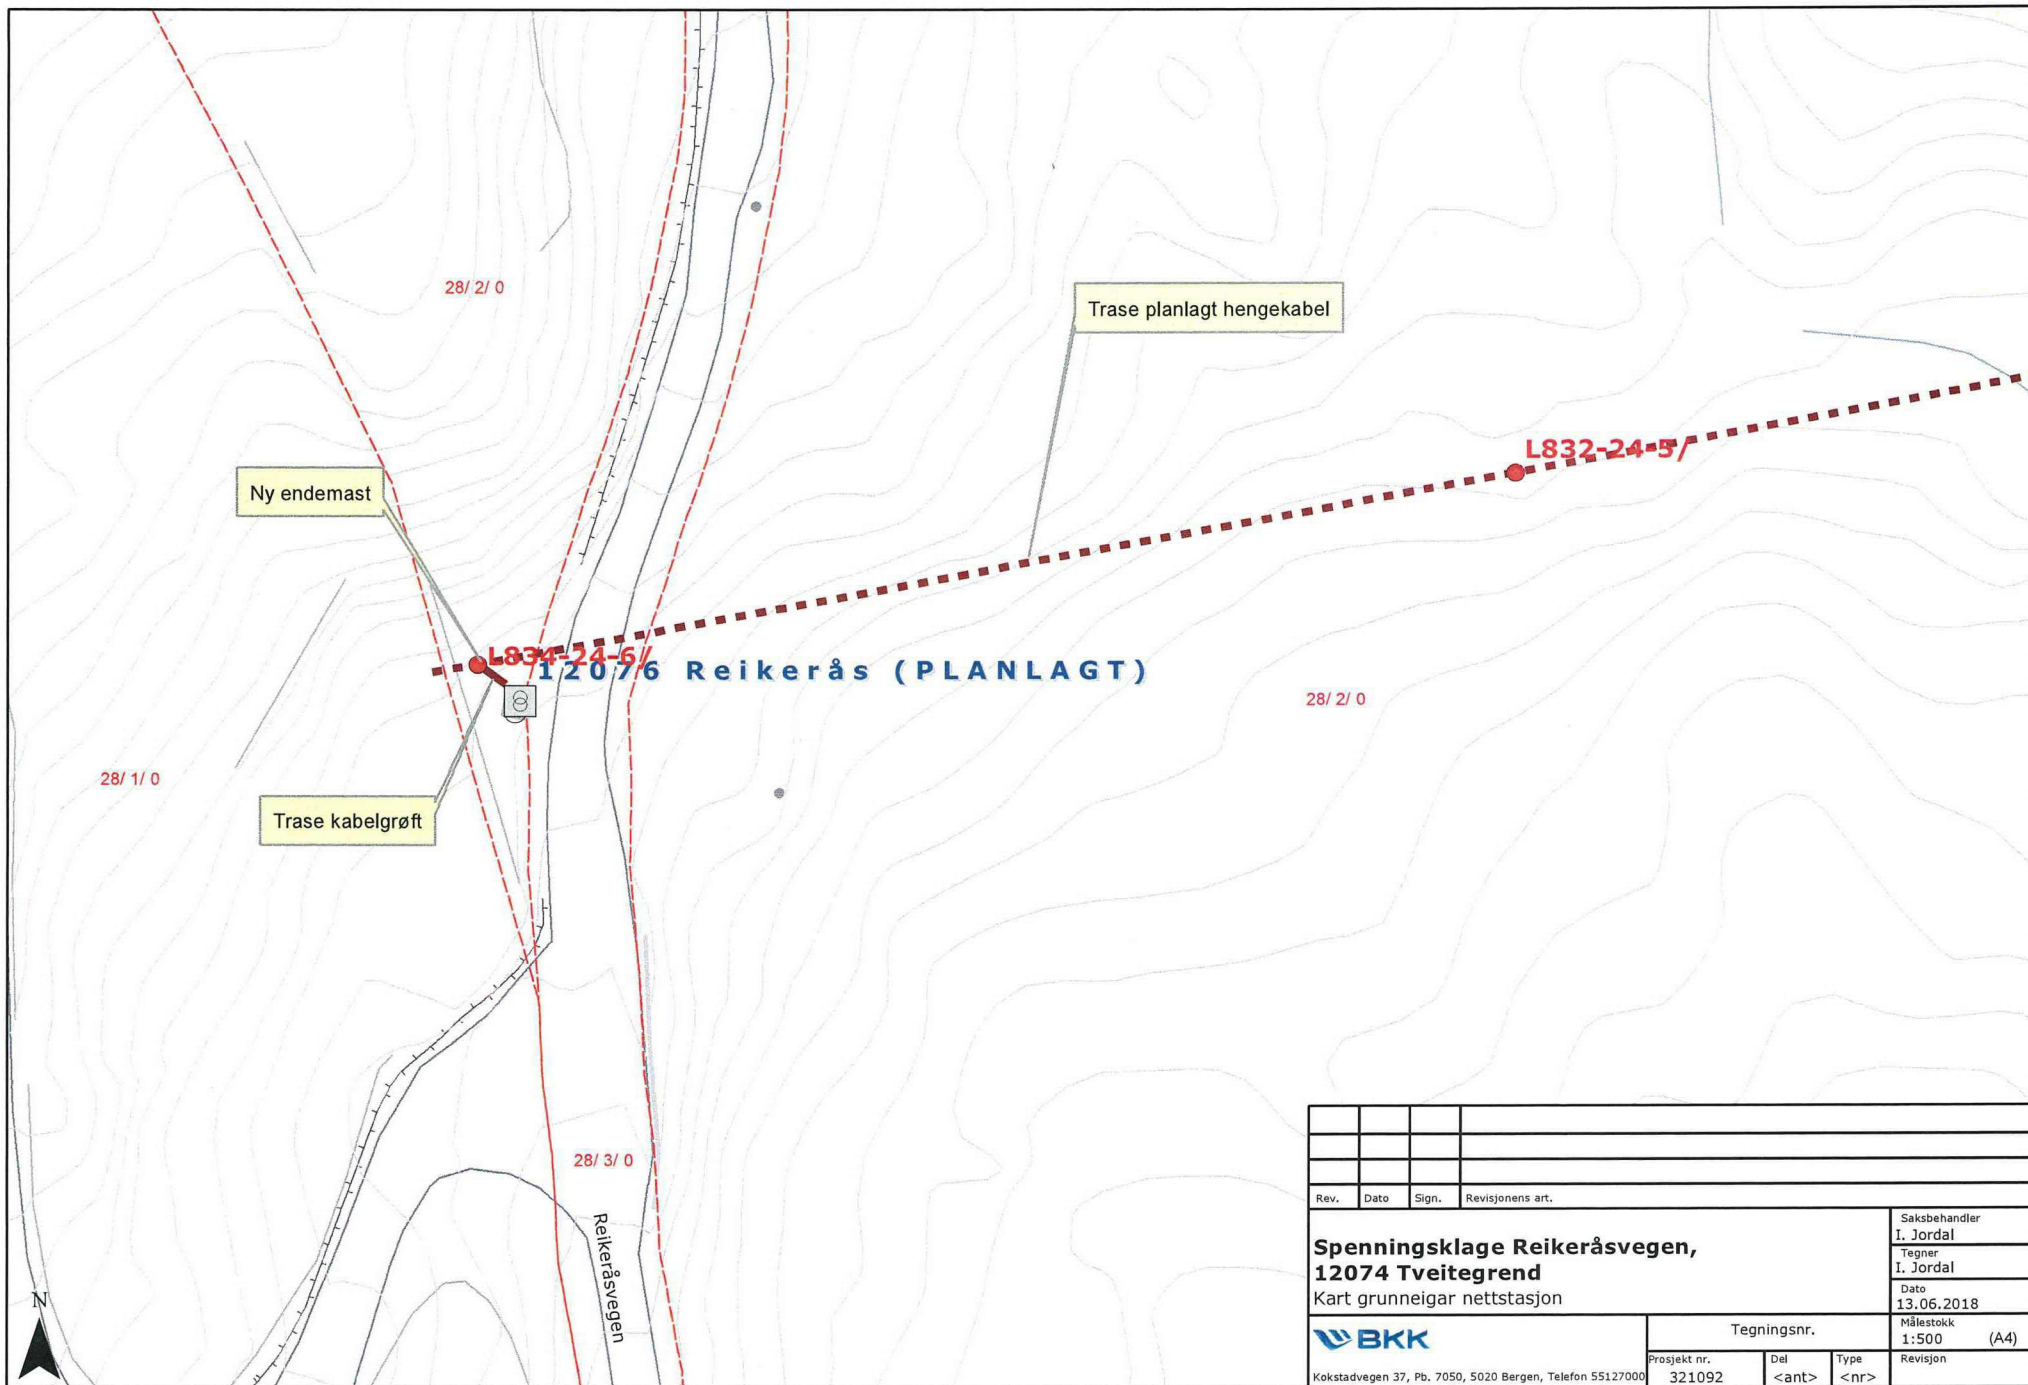 28/ 2/ 0
Trase planlagt hengekabel
L832-24-5/
Ny endemast
L834-24-6/
12076 Reikerås (PLANLAGT)
28/ 2/ 0
28/ 1/ 0
Trase kabelgrøft
28/ 3/ 0
Reikeråsvegen
N
Rev. Dato Sign. Revisjonens art.
Spenningsklage Reikeråsvegen,
12074 Tveitegrend
Kart grunneigar nettstasjon
Saksbehandler
I. Jordal
Tegner
I. Jordal
Dato
13.06.2018
BKK
Kokstadvegen 37, Pb. 7050, 5020 Bergen, Telefon 55127000
Tegningsnr.
Målestokk
1:500 (A4)
Prosjekt nr.
321092
Del
<ant>
Type
<nr>
Revisjon